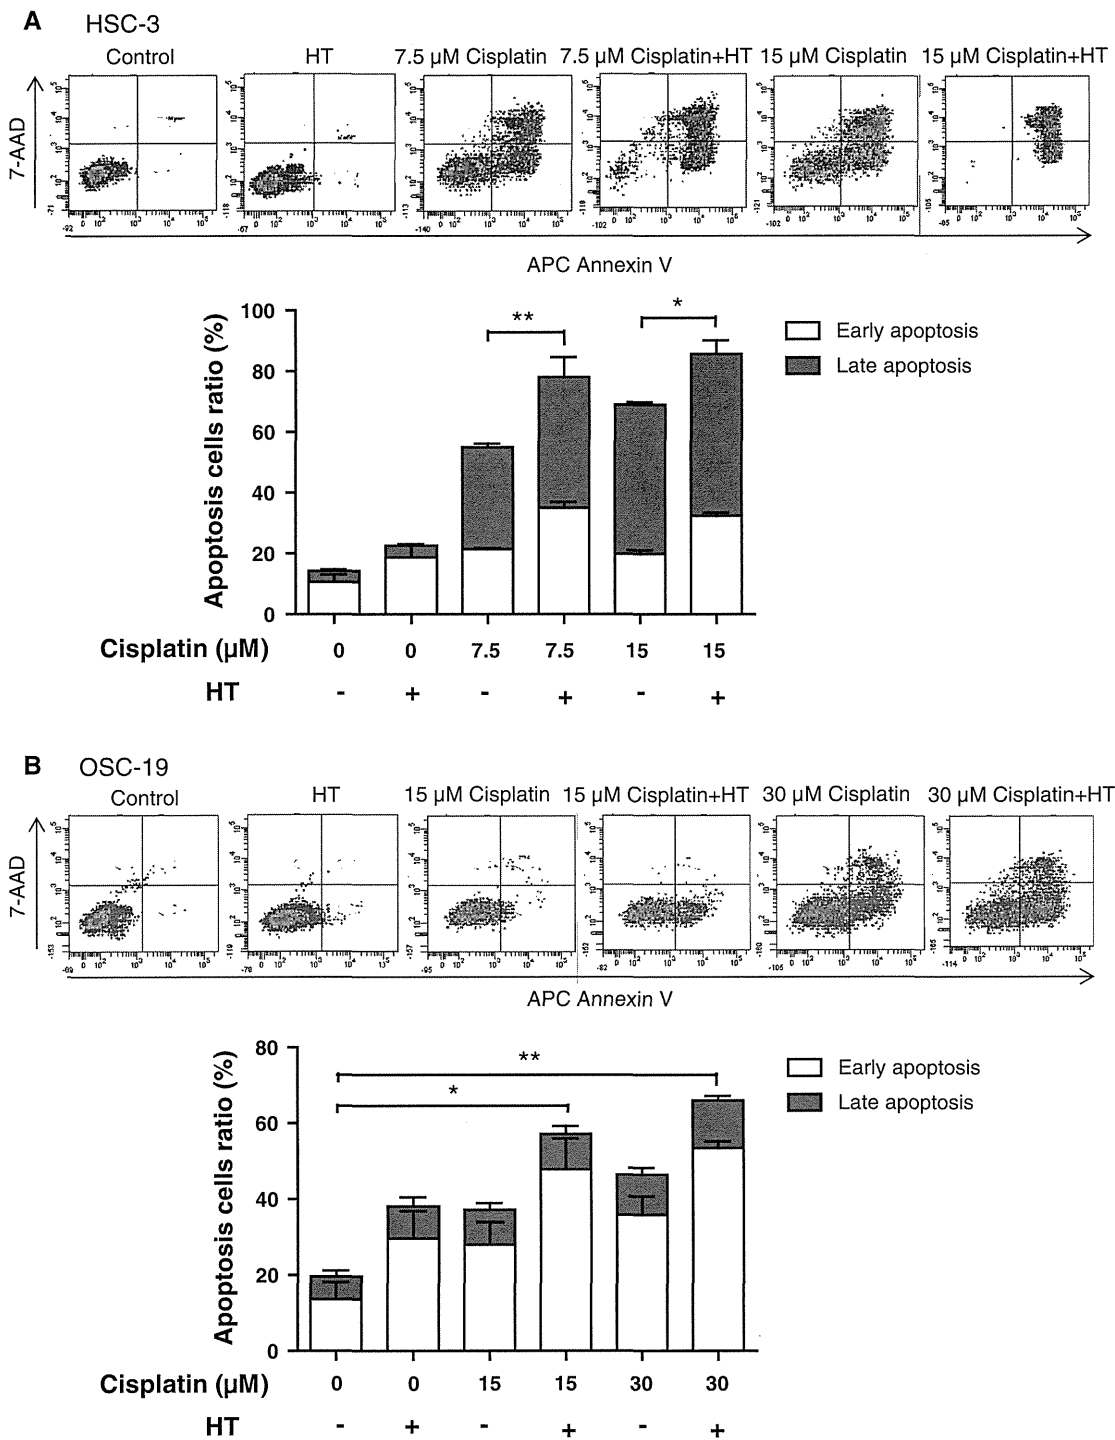 A HSC-3
Control HT 7.5 µM Cisplatin 7.5 µM Cisplatin+HT 15 µM Cisplatin 15 µM Cisplatin+HT
7-AAD
APC Annexin V
Apoptosis cells ratio (%)
100
80
60
40
20
0
** *
Early apoptosis
Late apoptosis
Cisplatin (µM) 0 0 7.5 7.5 15 15
HT - + - + - +
B OSC-19
Control HT 15 µM Cisplatin 15 µM Cisplatin+HT 30 µM Cisplatin 30 µM Cisplatin+HT
7-AAD
APC Annexin V
Apoptosis cells ratio (%)
80
60
40
20
0
**
*
Early apoptosis
Late apoptosis
Cisplatin (µM) 0 0 15 15 30 30
HT - + - + - +